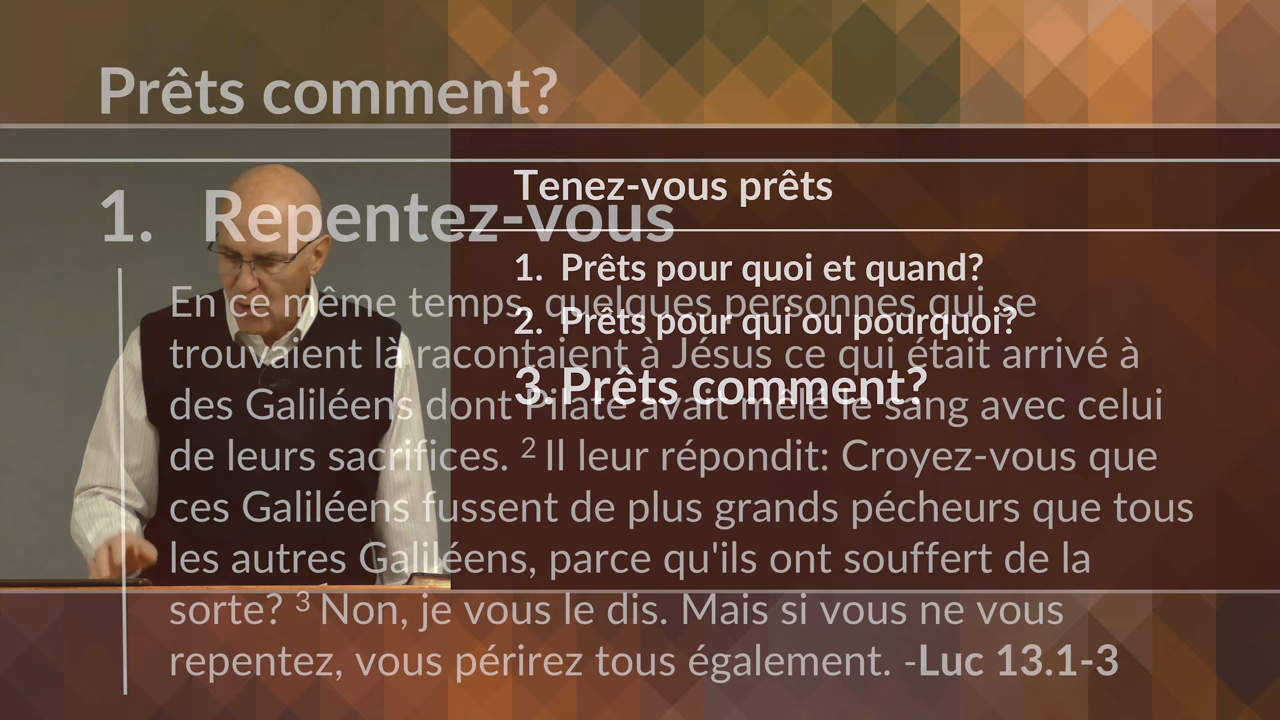 Prêts comment?
1. Repentez-vous
En ce même temps, quelques personnes qui se
trouvaient là racontaient à Jésus ce qui était arrivé à
des Galiléens dont Pilate avait mêlé le sang avec celui
de leurs sacrifices. ² Il leur répondit: Croyez-vous que
ces Galiléens fussent de plus grands pécheurs que tous
les autres Galiléens, parce qu'ils ont souffert de la
sorte? ³ Non, je vous le dis. Mais si vous ne vous
repentez, vous périrez tous également. -Luc 13.1-3
Tenez-vous prêts
1. Prêts pour quoi et quand?
2. Prêts pour qui ou pourquoi?
3. Prêts comment?